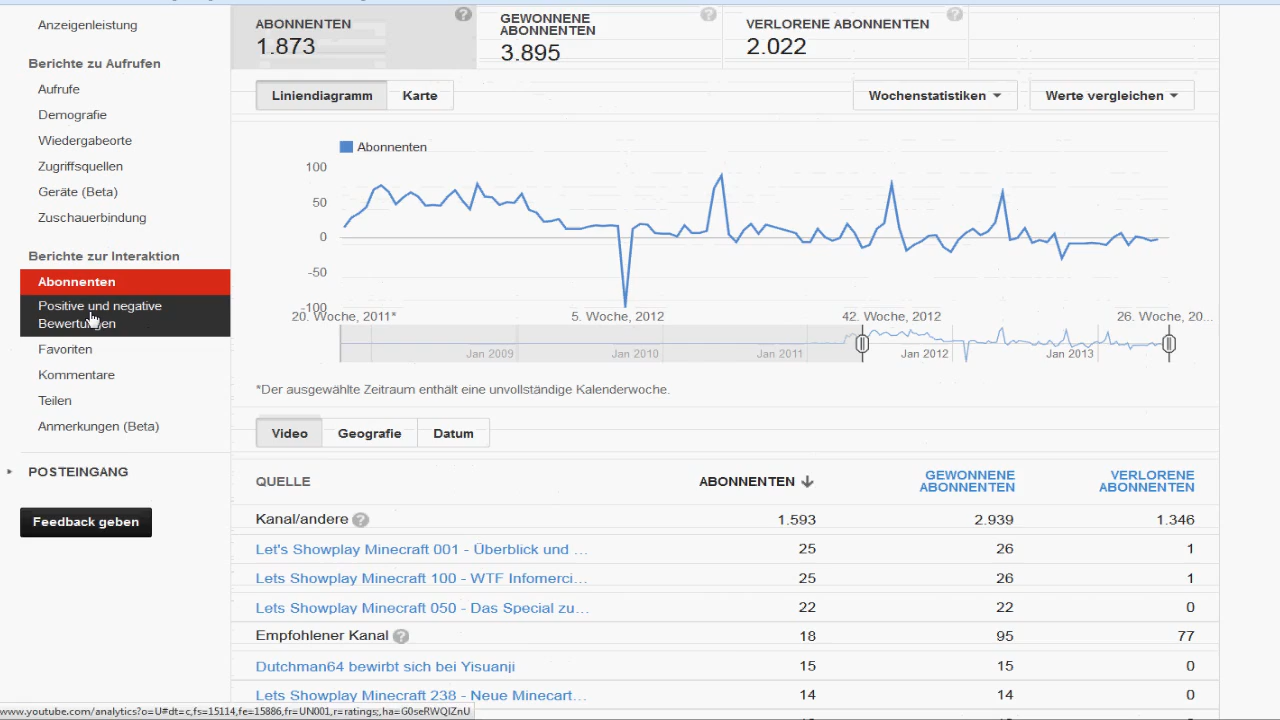 Anzeigenleistung
Berichte zu Aufrufen
Aufrufe
Demografie
Wiedergabeorte
Zugriffsquellen
Geräte (Beta)
Zuschauerbindung
Berichte zur Interaktion
Abonnenten
Positive und negative
Bewertungen
Favoriten
Kommentare
Teilen
Anmerkungen (Beta)
POSTEINGANG
Feedback geben
ABONNENTEN ?
1.873
GEWONNENE ?
ABONNENTEN
3.895
VERLORENE ABONNENTEN ?
2.022
Liniendiagramm Karte Wochenstatistiken Werte vergleichen
Abonnenten
100
50
0
-50
-100
20. Woche, 2011* 5. Woche, 2012 42. Woche, 2012 26. Woche, 20...
Jan 2009 Jan 2010 Jan 2011 Jan 2012 Jan 2013
*Der ausgewählte Zeitraum enthält eine unvollständige Kalenderwoche.
Video Geografie Datum
QUELLE ABONNENTEN GEWONNENE ABONNENTEN VERLORENE ABONNENTEN
Kanal/andere ? 1.593 2.939 1.346
Let's Showplay Minecraft 001 - Überblick und ... 25 26 1
Lets Showplay Minecraft 100 - WTF Infomerci... 25 26 1
Lets Showplay Minecraft 050 - Das Special zu... 22 22 0
Empfohlener Kanal ? 18 95 77
Dutchman64 bewirbt sich bei Yisuanji 15 15 0
Lets Showplay Minecraft 238 - Neue Minecart... 14 14 0
www.youtube.com/analytics?o=U#dt=c,fs=15114,fe=15886,fr=UN001,r=ratings;,ha=G0seRWQIZnU